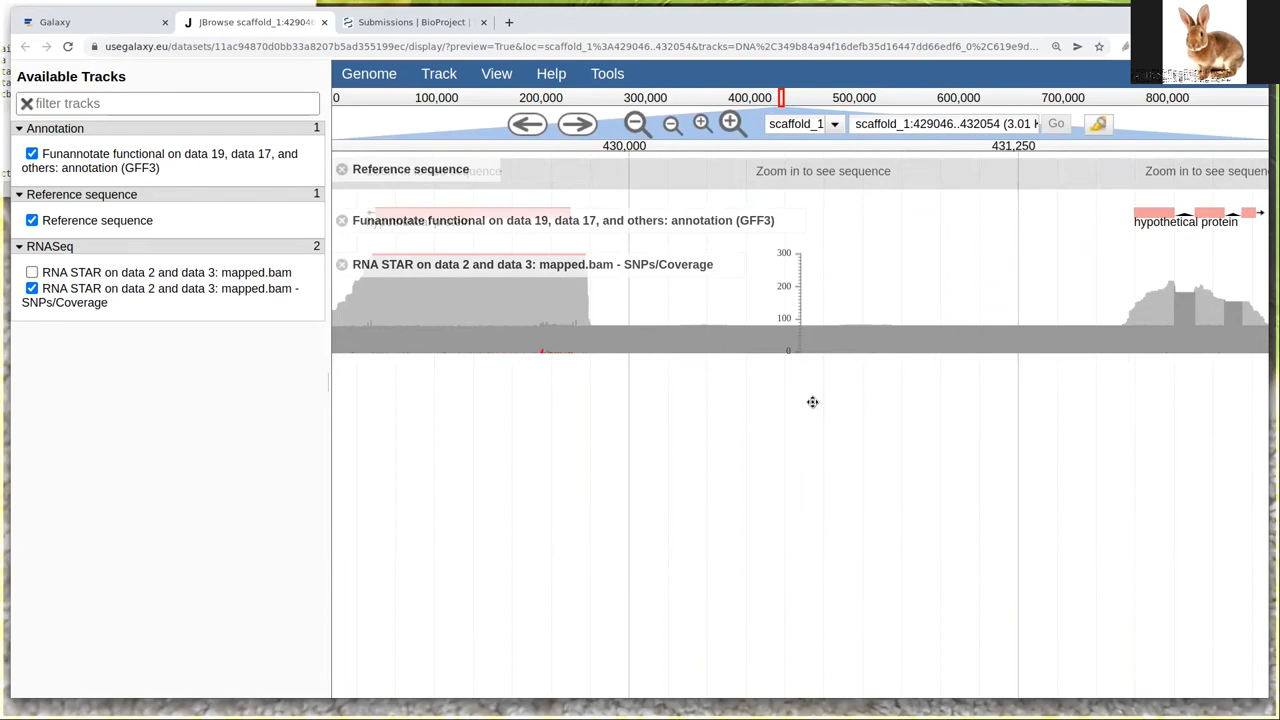 Galaxy
JBrowse scaffold_1:42904
Submissions | BioProject
usegalaxy.eu/datasets/11ac94870d0bb33a8207b5ad355199ec/display/?preview=True&loc=scaffold_1%3A429046..432054&tracks=DNA%2C349b84a94f16defb35d16447dd66edf6_0%2C619e9d...
Available Tracks
filter tracks
Annotation 1
Funannotate functional on data 19, data 17, and
others: annotation (GFF3)
Reference sequence 1
Reference sequence
RNASeq 2
RNA STAR on data 2 and data 3: mapped.bam
RNA STAR on data 2 and data 3: mapped.bam -
SNPs/Coverage
Genome Track View Help Tools
0 100,000 200,000 300,000 400,000 500,000 600,000 700,000 800,000
scaffold_1 scaffold_1:429046..432054 (3.01 Go
430,000 431,250
Reference sequence Zoom in to see sequence Zoom in to see sequen
Funannotate functional on data 19, data 17, and others: annotation (GFF3)
hypothetical protein
RNA STAR on data 2 and data 3: mapped.bam - SNPs/Coverage
300
200
100
0